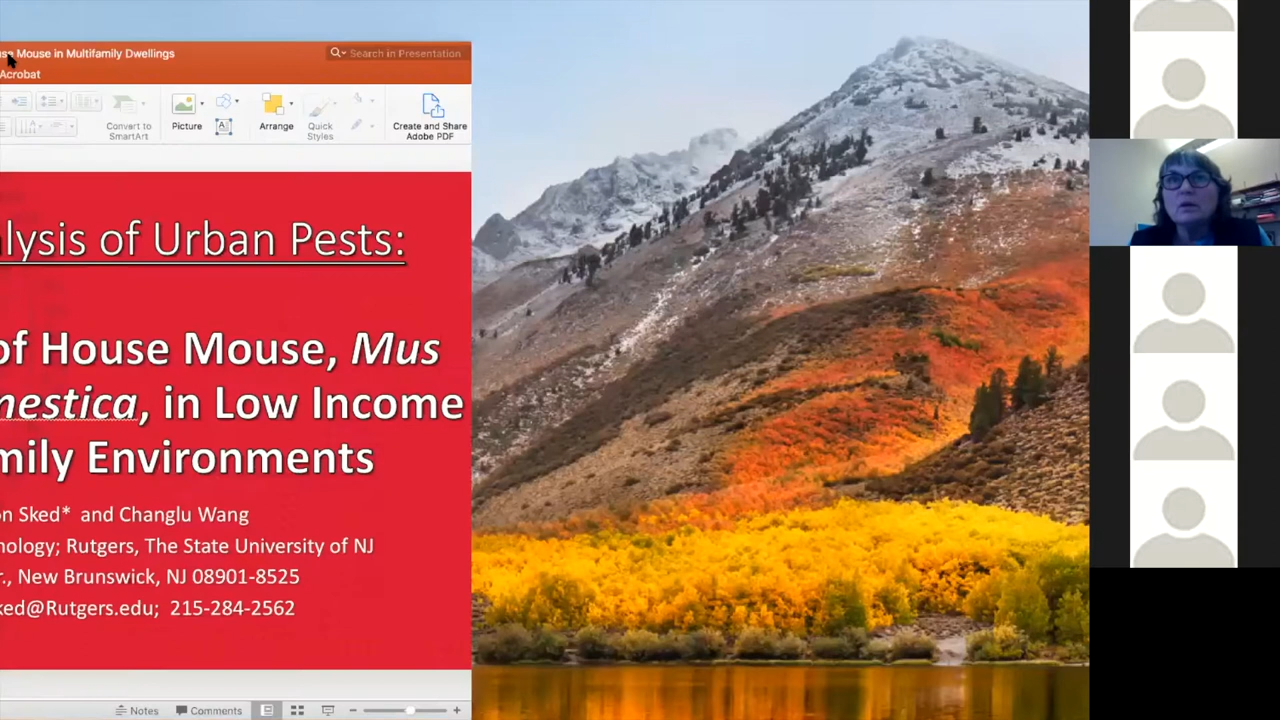 se Mouse in Multifamily Dwellings
Search in Presentation
Acrobat
Convert to
SmartArt
Picture
Arrange
Quick
Styles
Create and Share
Adobe PDF
lysis of Urban Pests:
of House Mouse, Mus
nestica, in Low Income
mily Environments
on Sked* and Changlu Wang
nology; Rutgers, The State University of NJ
r., New Brunswick, NJ 08901-8525
ked@Rutgers.edu; 215-284-2562
Notes
Comments